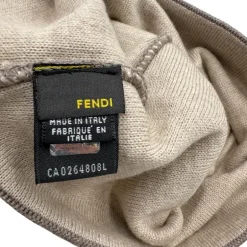 FENDI
MADE IN ITALY
FABRIQUÉ EN
ITALIE
CA0264808L